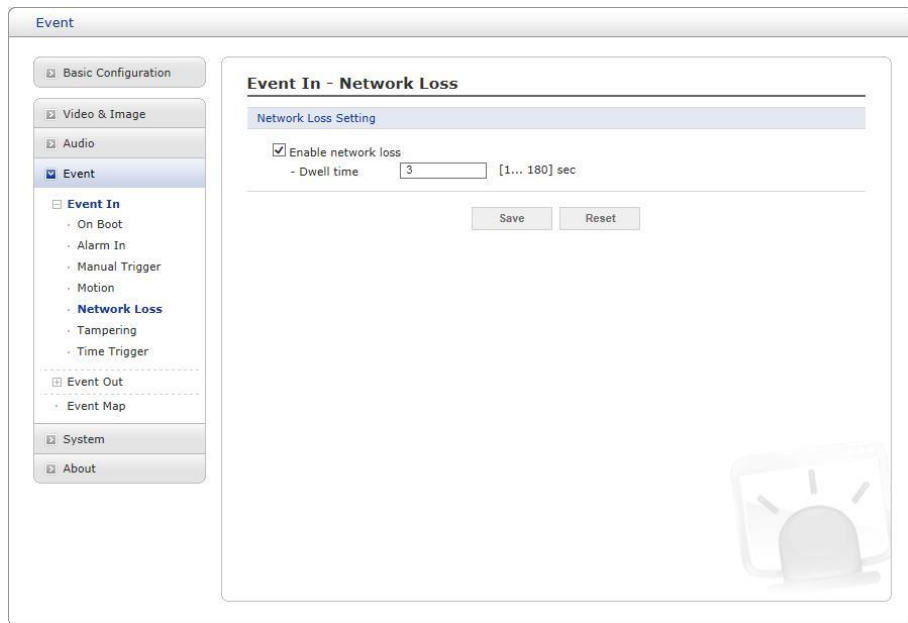 Event
Basic Configuration
Video & Image
Audio
Event
Event In
· On Boot
· Alarm In
· Manual Trigger
· Motion
· Network Loss
· Tampering
· Time Trigger
Event Out
· Event Map
System
About
Event In - Network Loss
Network Loss Setting
Enable network loss
- Dwell time 3 [1... 180] sec
Save Reset